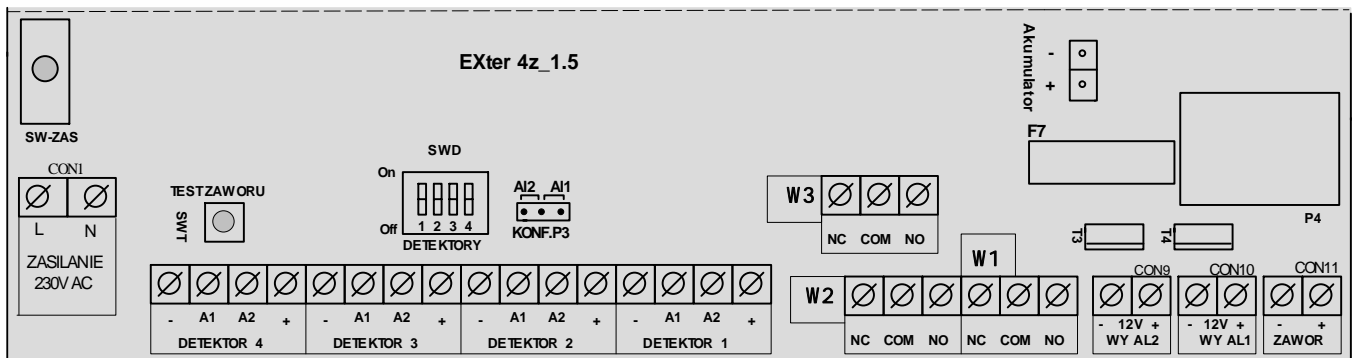 EXter 4z_1.5
Akumulator
-
+
SW-ZAS
F7
CON1
SWD
TESTZAWORU
On
AI2 AI1
W3
P4
SWT
L N
Off
1 2 3 4
KONF.P3
DETEKTORY
NC COM NO
T3
T4
ZASILANIE
230V AC
W1
CON9
CON10
CON11
W2
- A1 A2 +
- A1 A2 +
- A1 A2 +
- A1 A2 +
NC COM NO
NC COM NO
- 12V +
- 12V +
- +
DETEKTOR 4
DETEKTOR 3
DETEKTOR 2
DETEKTOR 1
WY AL2
WY AL1
ZAWOR